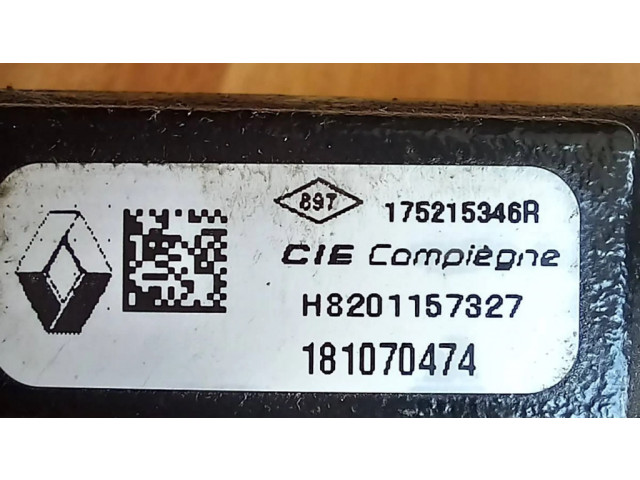 897
175215346R
CIE Compiègne
H8201157327
181070474